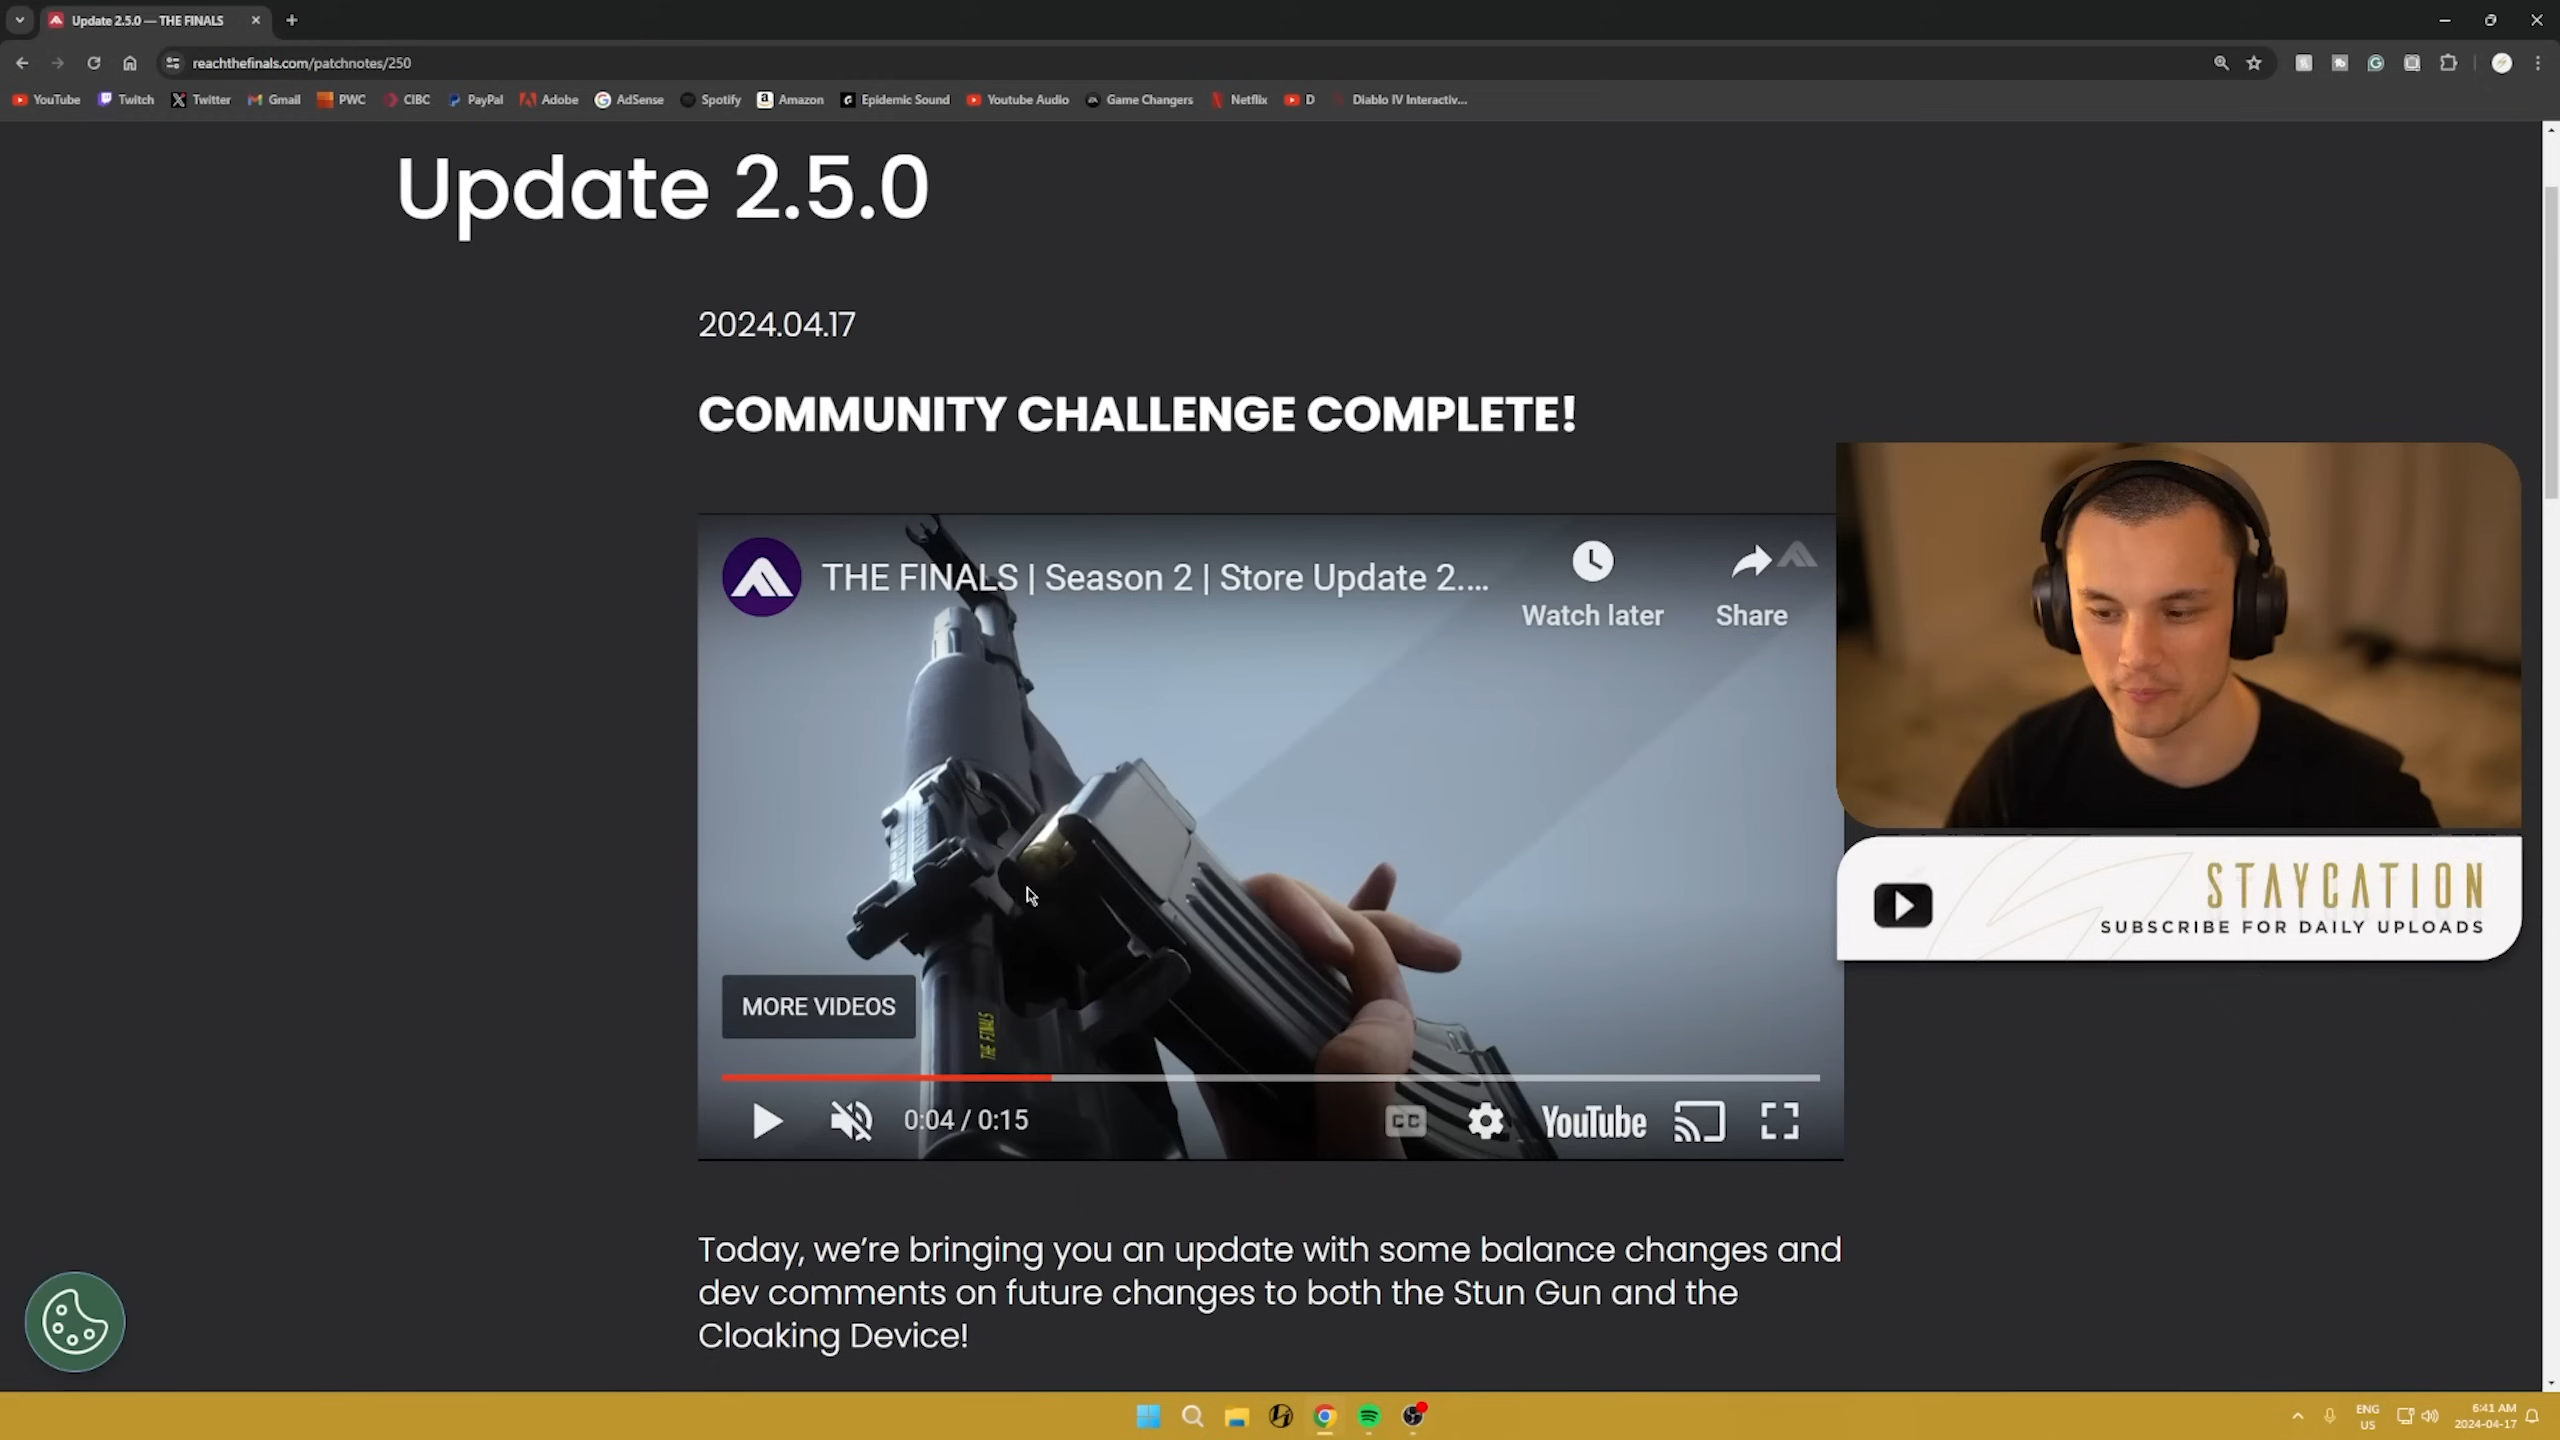 Update 2.5.0 — THE FINALS
reachthefinals.com/patchnotes/250
YouTube
Twitch
Twitter
Gmail
PWC
CIBC
PayPal
Adobe
AdSense
Spotify
Amazon
Epidemic Sound
Youtube Audio
Game Changers
Netflix
D
Diablo IV Interactiv...
Update 2.5.0
2024.04.17
COMMUNITY CHALLENGE COMPLETE!
THE FINALS | Season 2 | Store Update 2....
Watch later
Share
THE FINALS
MORE VIDEOS
0:04 / 0:15
CC
YouTube
STAYCATION
SUBSCRIBE FOR DAILY UPLOADS
Today, we're bringing you an update with some balance changes and
dev comments on future changes to both the Stun Gun and the
Cloaking Device!
ENG
US
6:41 AM
2024-04-17